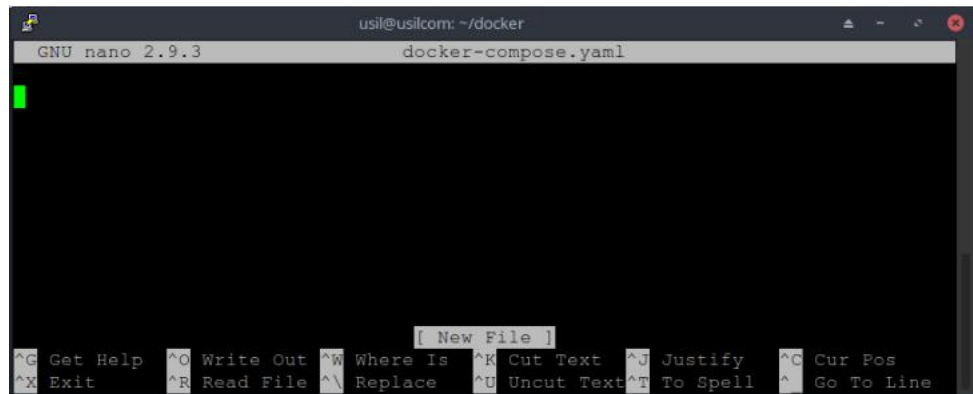 usil@usilcom: ~/docker
GNU nano 2.9.3 docker-compose.yaml
[ New File ]
^G Get Help ^O Write Out ^W Where Is ^K Cut Text ^J Justify ^C Cur Pos
^X Exit ^R Read File ^\ Replace ^U Uncut Text ^T To Spell ^_ Go To Line